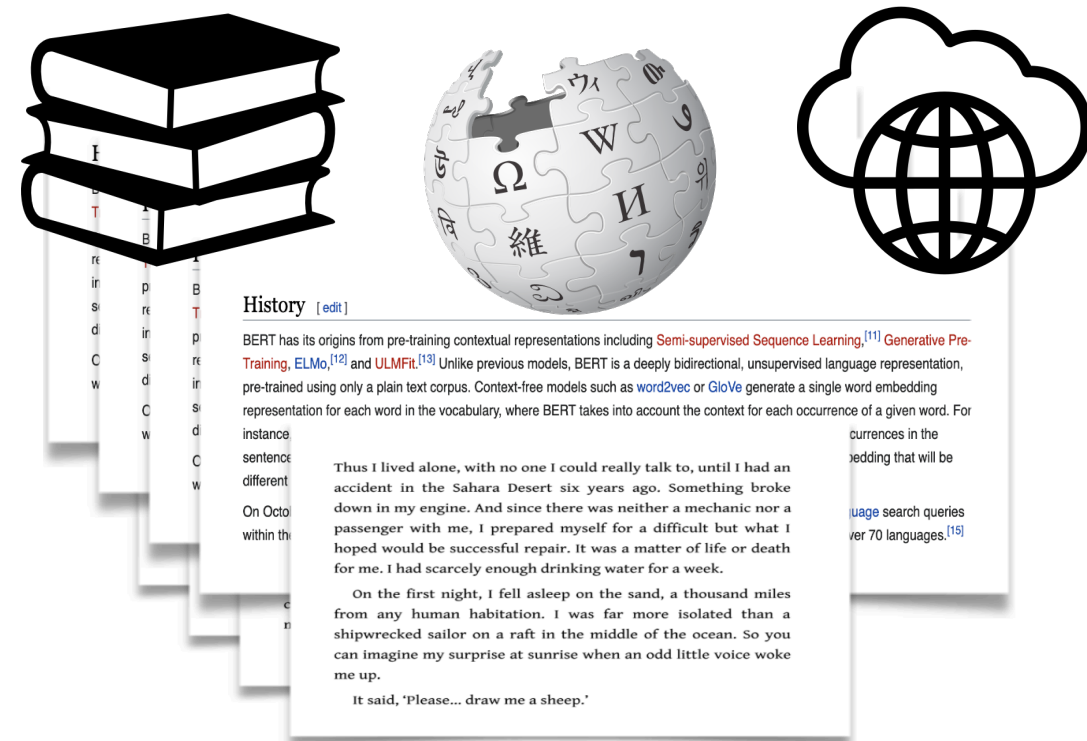 ウィ
W
Ω
И
維
History [ edit ]
BERT has its origins from pre-training contextual representations including Semi-supervised Sequence Learning,[11] Generative Pre-
Training, ELMo,[12] and ULMFit.[13] Unlike previous models, BERT is a deeply bidirectional, unsupervised language representation,
pre-trained using only a plain text corpus. Context-free models such as word2vec or GloVe generate a single word embedding
representation for each word in the vocabulary, where BERT takes into account the context for each occurrence of a given word. For
instance currences in the
sentence bedding that will be
different
On Octo uage search queries
within the ver 70 languages.[15]
Thus I lived alone, with no one I could really talk to, until I had an
accident in the Sahara Desert six years ago. Something broke
down in my engine. And since there was neither a mechanic nor a
passenger with me, I prepared myself for a difficult but what I
hoped would be successful repair. It was a matter of life or death
for me. I had scarcely enough drinking water for a week.
On the first night, I fell asleep on the sand, a thousand miles
from any human habitation. I was far more isolated than a
shipwrecked sailor on a raft in the middle of the ocean. So you
can imagine my surprise at sunrise when an odd little voice woke
me up.
It said, ‘Please... draw me a sheep.’